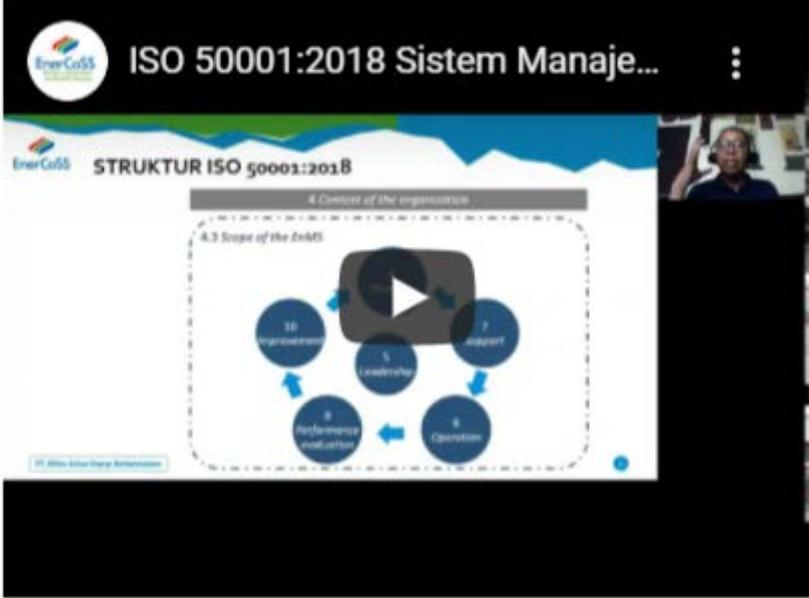 EnerCoSS
ISO 50001:2018 Sistem Manaje...
EnerCoSS
STRUKTUR ISO 50001:2018
4 Context of the organization
4.3 Scope of the EnMS
10
Improvement
7
Support
5
Leadership
9
Performance
evaluation
8
Operation